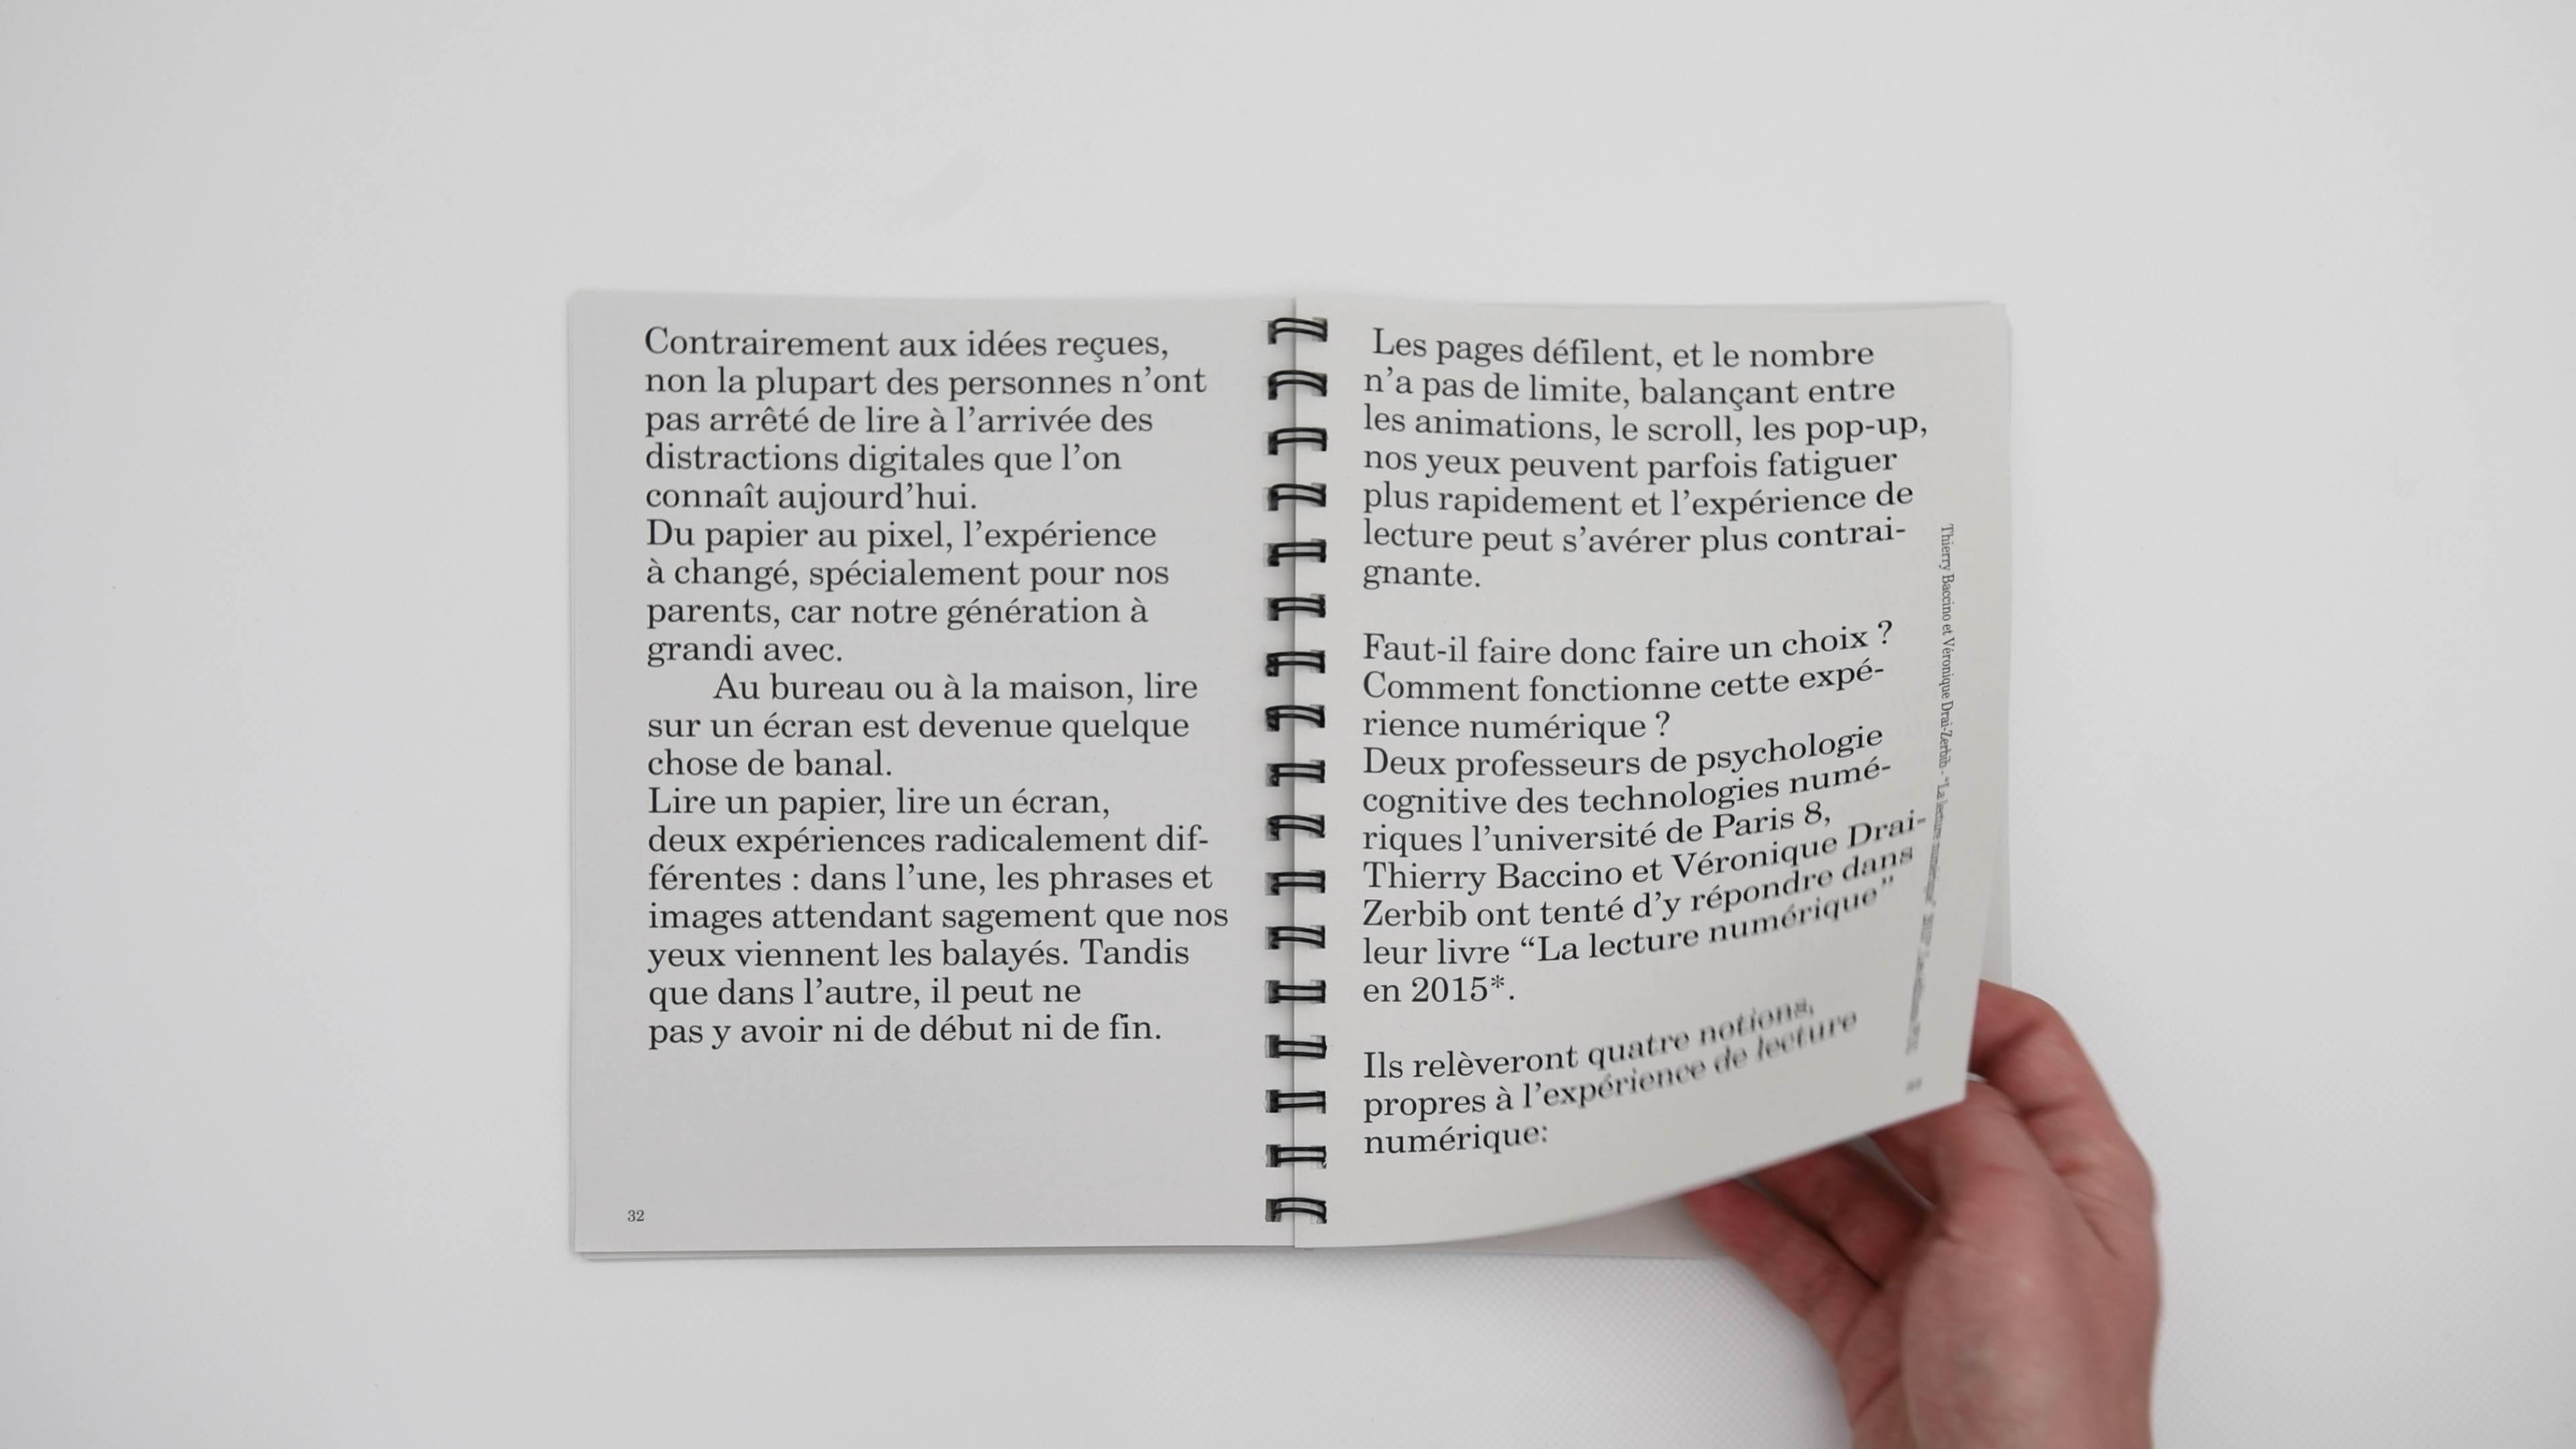 Contrairement aux idées reçues,
non la plupart des personnes n’ont
pas arrêté de lire à l’arrivée des
distractions digitales que l’on
connaît aujourd’hui.
Du papier au pixel, l’expérience
à changé, spécialement pour nos
parents, car notre génération à
grandi avec.
Au bureau ou à la maison, lire
sur un écran est devenue quelque
chose de banal.
Lire un papier, lire un écran,
deux expériences radicalement dif-
férentes : dans l’une, les phrases et
images attendant sagement que nos
yeux viennent les balayés. Tandis
que dans l’autre, il peut ne
pas y avoir ni de début ni de fin.
32
Les pages défilent, et le nombre
n’a pas de limite, balançant entre
les animations, le scroll, les pop-up,
nos yeux peuvent parfois fatiguer
plus rapidement et l’expérience de
lecture peut s’avérer plus contrai-
gnante.
Faut-il faire donc faire un choix ?
Comment fonctionne cette expé-
rience numérique ?
Deux professeurs de psychologie
cognitive des technologies numé-
riques l’université de Paris 8,
Thierry Baccino et Véronique Drai-
Zerbib ont tenté d’y répondre dans
leur livre “La lecture numérique”
en 2015*.
Ils relèveront quatre notions,
propres à l’expérience de lecture
numérique:
Thierry Baccino et Véronique Drai-Zerbib - “La lecture numérique”